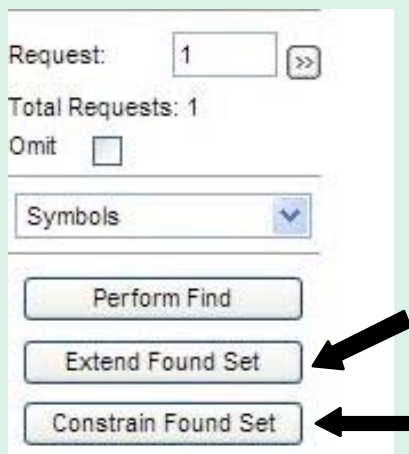 Request: 1 >>
Total Requests: 1
Omit
Symbols
Perform Find
Extend Found Set
Constrain Found Set